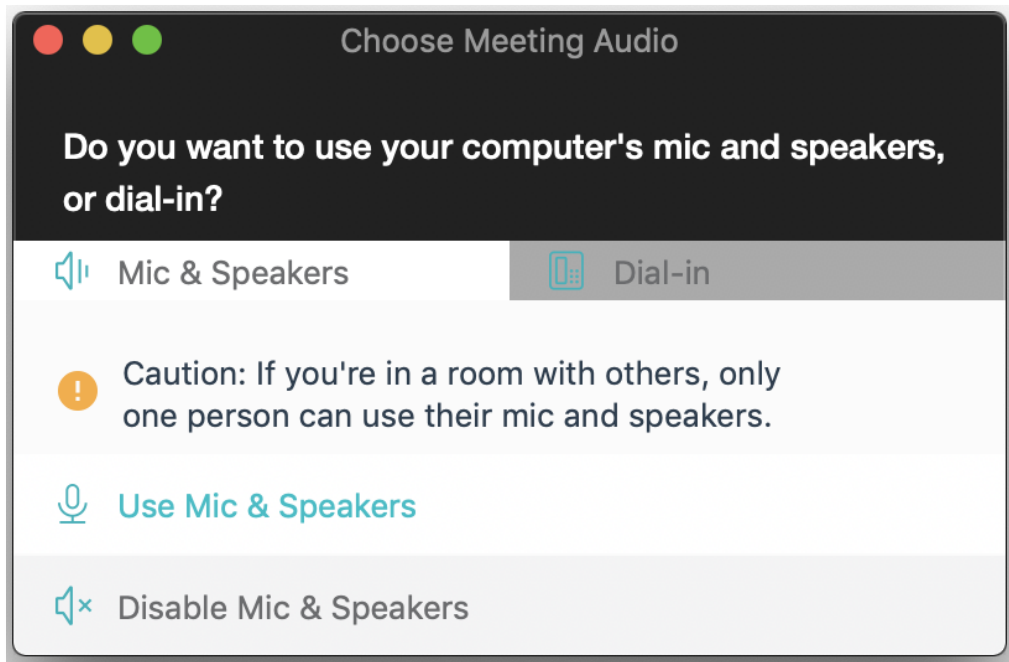 Choose Meeting Audio
Do you want to use your computer's mic and speakers,
or dial-in?
Mic & Speakers
Dial-in
Caution: If you're in a room with others, only
one person can use their mic and speakers.
Use Mic & Speakers
Disable Mic & Speakers